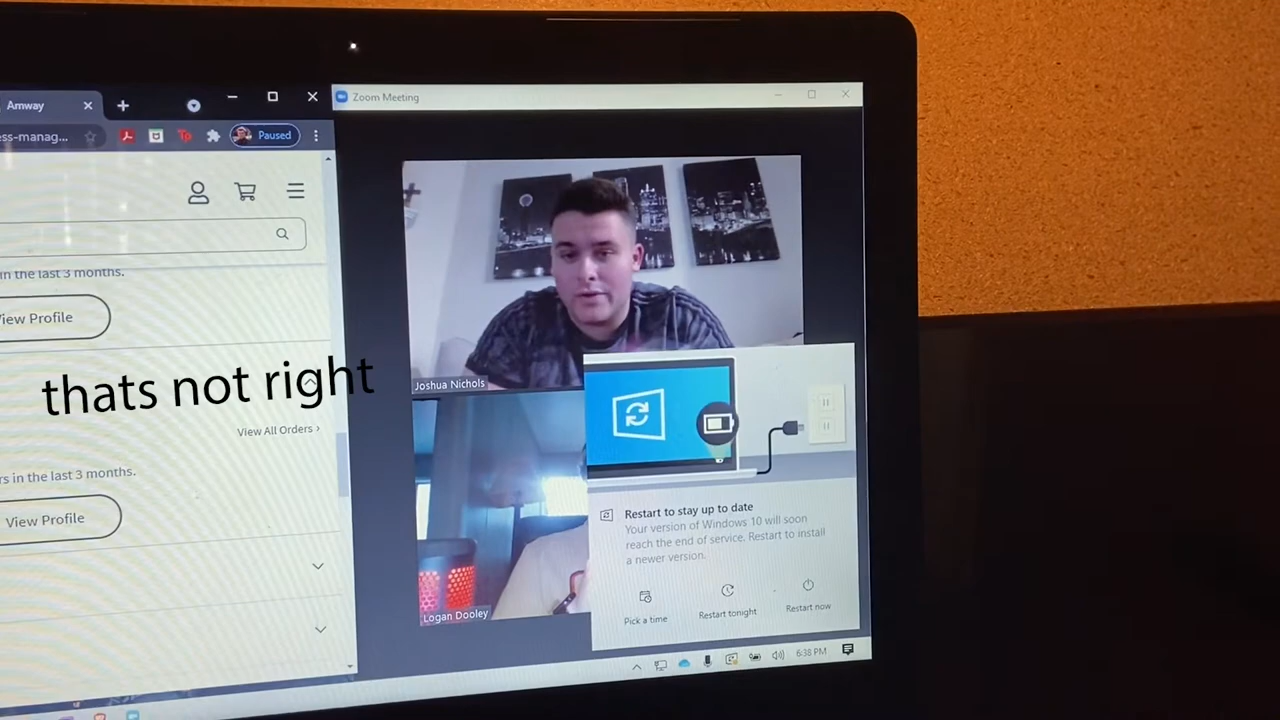 Amway
Zoom Meeting
ess-manag...
Paused
in the last 3 months.
View Profile
thats not right
View All Orders ›
rs in the last 3 months.
View Profile
Joshua Nichols
Logan Dooley
Restart to stay up to date
Your version of Windows 10 will soon
reach the end of service. Restart to install
a newer version.
Pick a time
Restart tonight
Restart now
6:38 PM